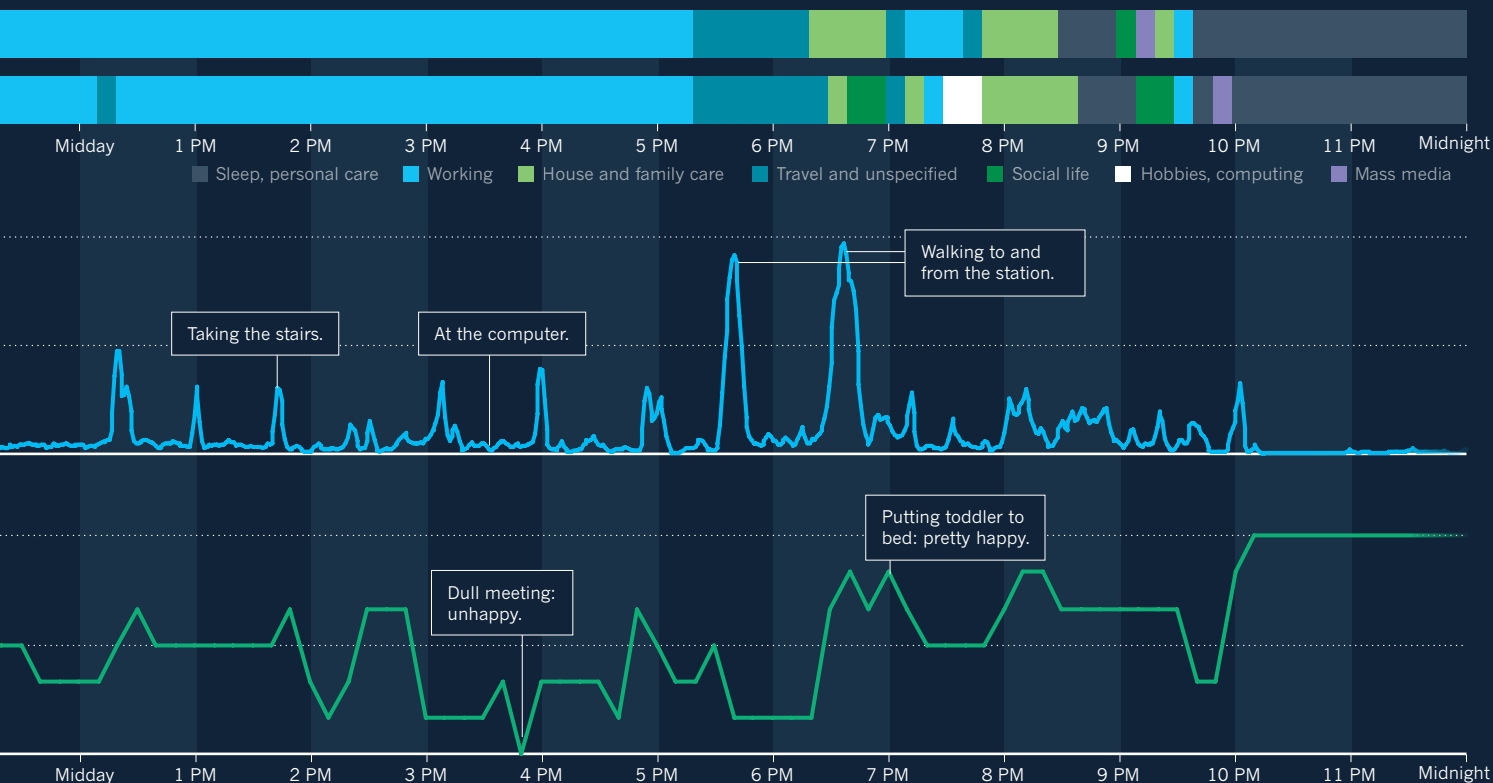 Midday 1 PM 2 PM 3 PM 4 PM 5 PM 6 PM 7 PM 8 PM 9 PM 10 PM 11 PM Midnight
Sleep, personal care Working House and family care Travel and unspecified Social life Hobbies, computing Mass media
Walking to and
from the station.
Taking the stairs.
At the computer.
Putting toddler to
bed: pretty happy.
Dull meeting:
unhappy.
Midday 1 PM 2 PM 3 PM 4 PM 5 PM 6 PM 7 PM 8 PM 9 PM 10 PM 11 PM Midnight